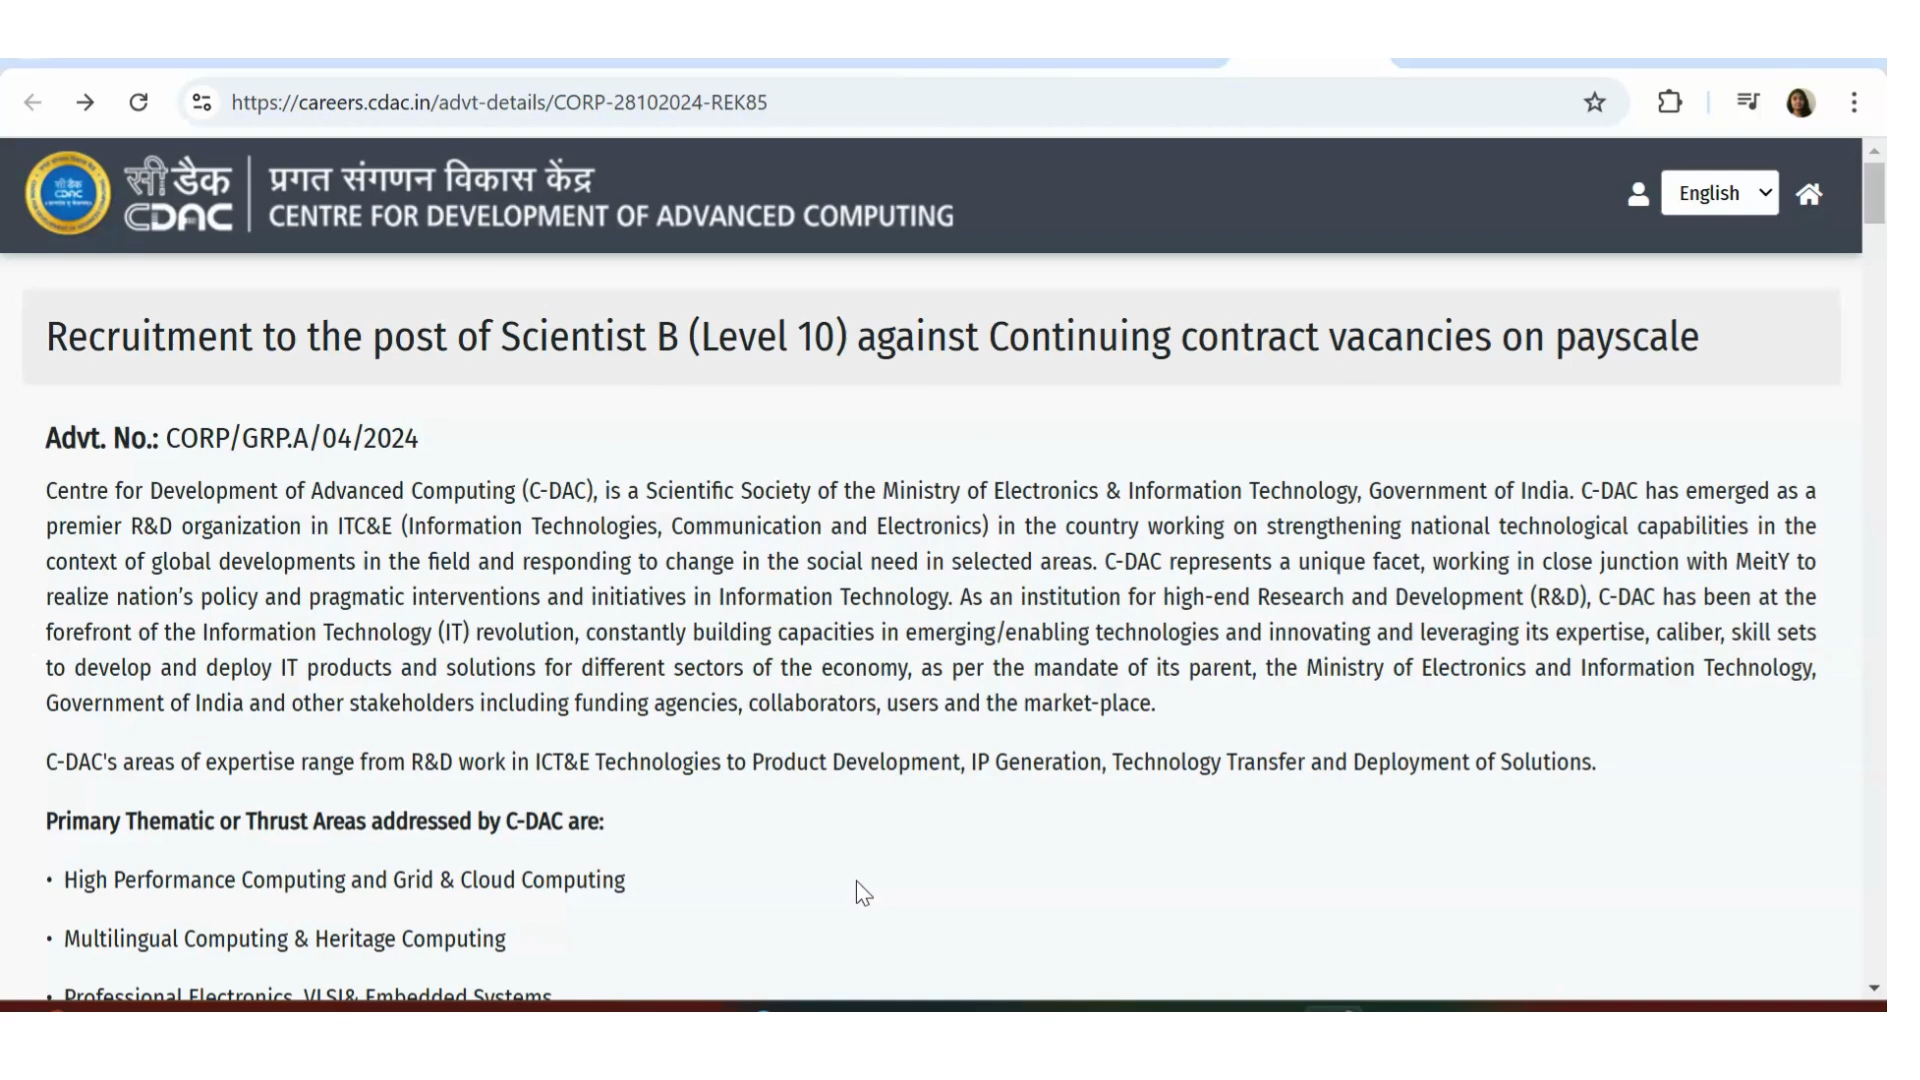 https://careers.cdac.in/advt-details/CORP-28102024-REK85
सी डैक
CDAC
प्रगत संगणन विकास केंद्र
CENTRE FOR DEVELOPMENT OF ADVANCED COMPUTING
English
Recruitment to the post of Scientist B (Level 10) against Continuing contract vacancies on payscale
Advt. No.: CORP/GRP.A/04/2024
Centre for Development of Advanced Computing (C-DAC), is a Scientific Society of the Ministry of Electronics & Information Technology, Government of India. C-DAC has emerged as a
premier R&D organization in ITC&E (Information Technologies, Communication and Electronics) in the country working on strengthening national technological capabilities in the
context of global developments in the field and responding to change in the social need in selected areas. C-DAC represents a unique facet, working in close junction with MeitY to
realize nation’s policy and pragmatic interventions and initiatives in Information Technology. As an institution for high-end Research and Development (R&D), C-DAC has been at the
forefront of the Information Technology (IT) revolution, constantly building capacities in emerging/enabling technologies and innovating and leveraging its expertise, caliber, skill sets
to develop and deploy IT products and solutions for different sectors of the economy, as per the mandate of its parent, the Ministry of Electronics and Information Technology,
Government of India and other stakeholders including funding agencies, collaborators, users and the market-place.
C-DAC's areas of expertise range from R&D work in ICT&E Technologies to Product Development, IP Generation, Technology Transfer and Deployment of Solutions.
Primary Thematic or Thrust Areas addressed by C-DAC are:
• High Performance Computing and Grid & Cloud Computing
• Multilingual Computing & Heritage Computing
• Professional Electronics, VLSI& Embedded Systems